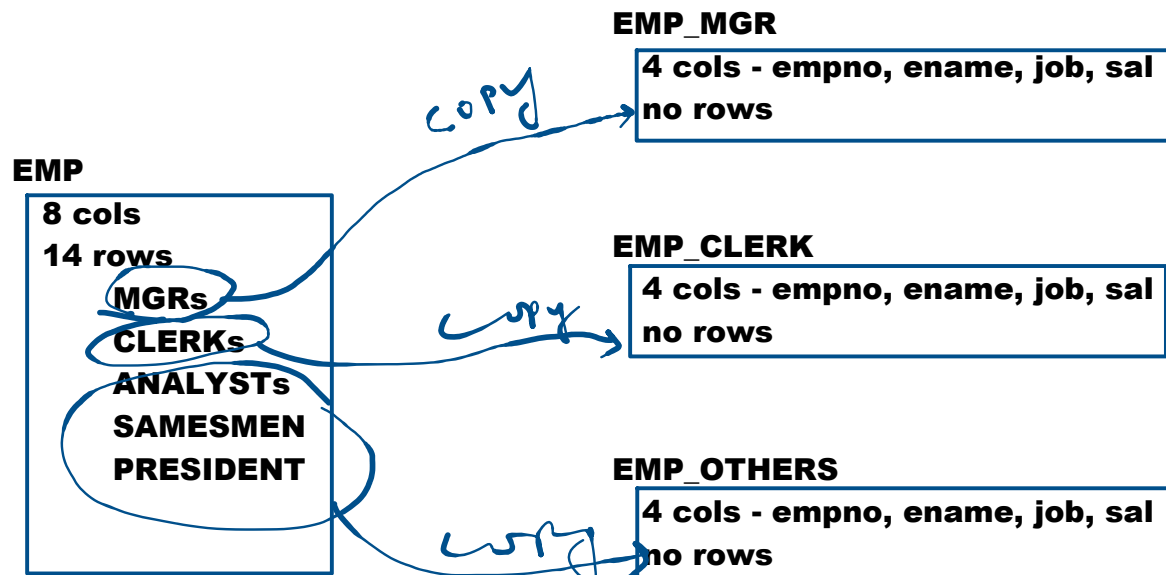 EMP_MGR
4 cols - empno, ename, job, sal
no rows
copy
EMP
8 cols
14 rows
MGRs
CLERKs
ANALYSTs
SAMESMEN
PRESIDENT
EMP_CLERK
4 cols - empno, ename, job, sal
no rows
copy
EMP_OTHERS
4 cols - empno, ename, job, sal
no rows
copy